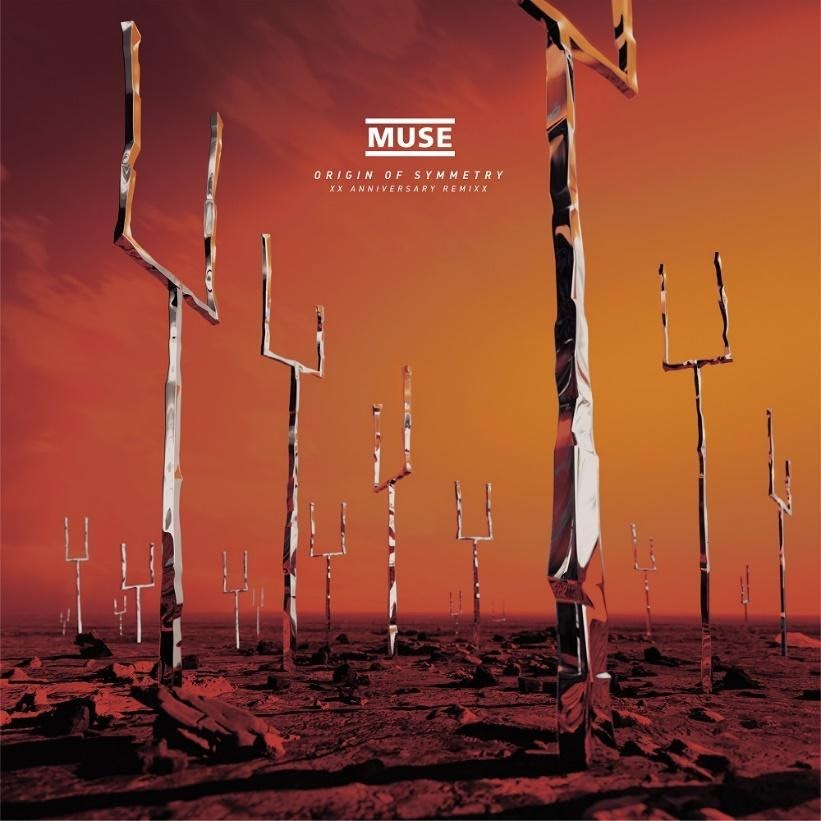 MUSE
ORIGIN OF SYMMETRY
XX ANNIVERSARY REMIXX